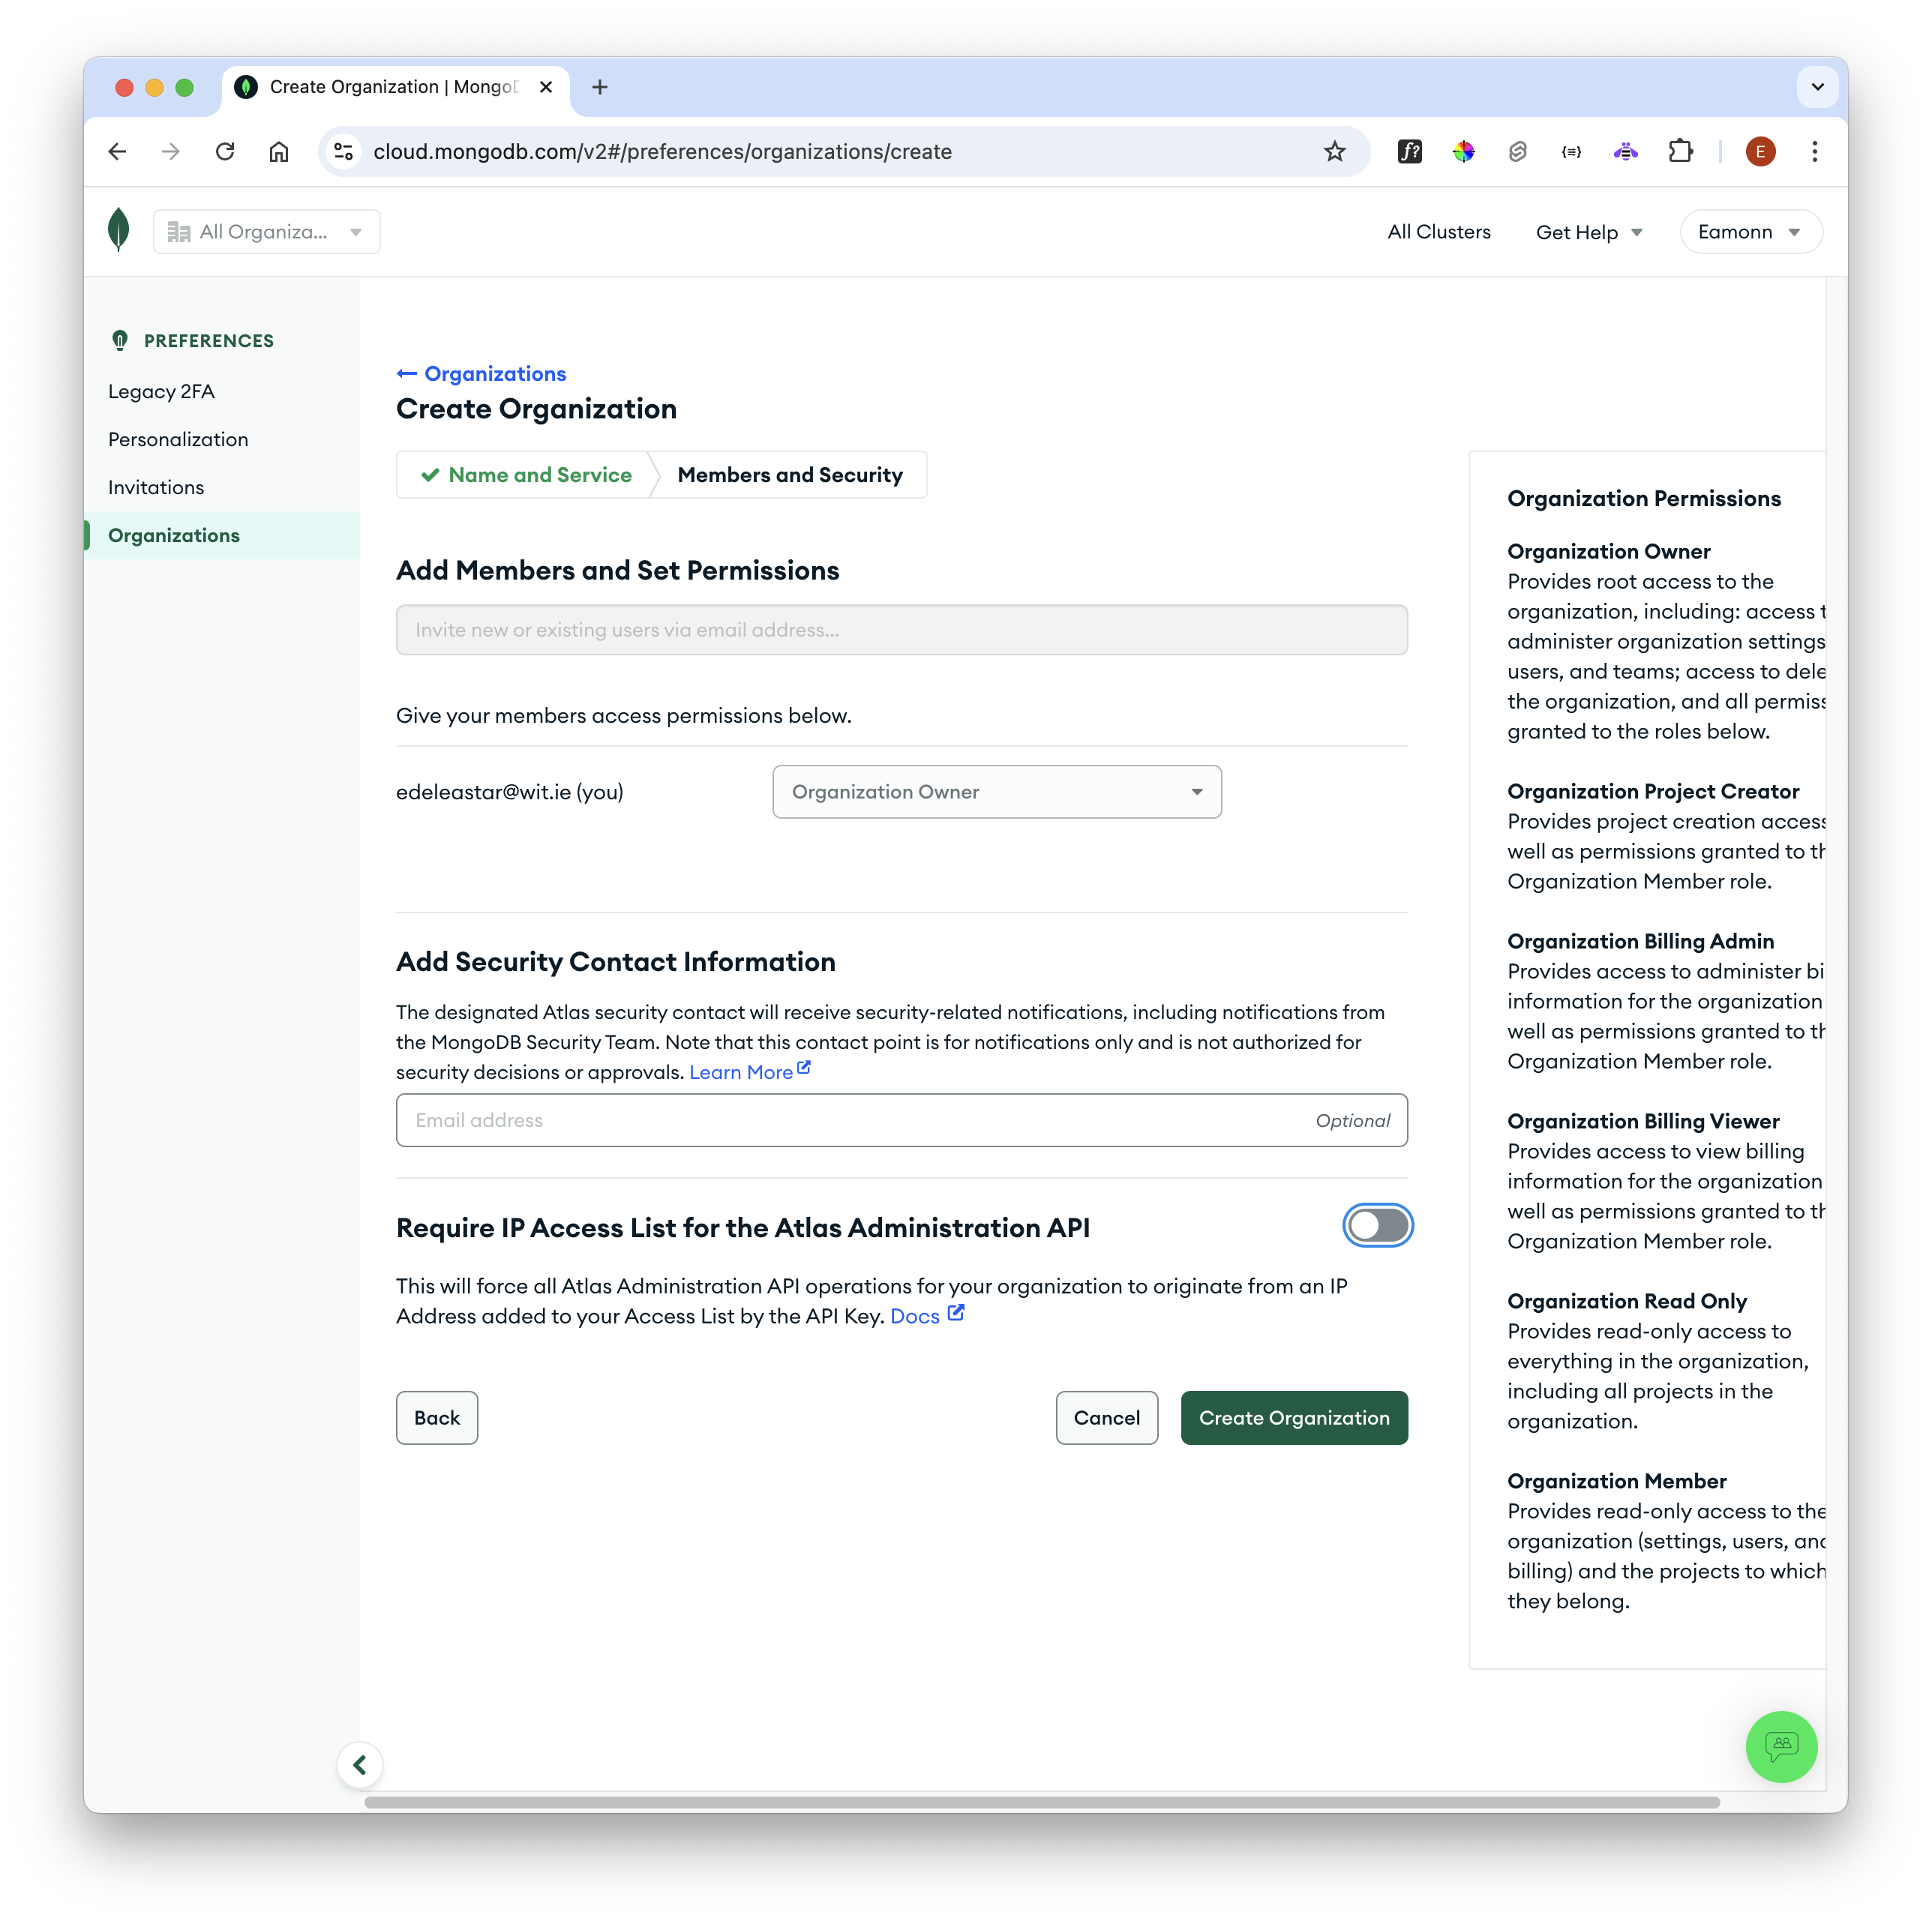 Create Organization | MongoD
cloud.mongodb.com/v2#/preferences/organizations/create
E
All Organiza...
All Clusters
Get Help
Eamonn
PREFERENCES
Legacy 2FA
Personalization
Invitations
Organizations
Organizations
Create Organization
Name and Service
Members and Security
Add Members and Set Permissions
Invite new or existing users via email address...
Give your members access permissions below.
edeleastar@wit.ie (you)
Organization Owner
Add Security Contact Information
The designated Atlas security contact will receive security-related notifications, including notifications from
the MongoDB Security Team. Note that this contact point is for notifications only and is not authorized for
security decisions or approvals. Learn More
Email address
Optional
Require IP Access List for the Atlas Administration API
This will force all Atlas Administration API operations for your organization to originate from an IP
Address added to your Access List by the API Key. Docs
Back
Cancel
Create Organization
Organization Permissions
Organization Owner
Provides root access to the
organization, including: access t
administer organization settings
users, and teams; access to dele
the organization, and all permiss
granted to the roles below.
Organization Project Creator
Provides project creation access
well as permissions granted to th
Organization Member role.
Organization Billing Admin
Provides access to administer bi
information for the organization
well as permissions granted to th
Organization Member role.
Organization Billing Viewer
Provides access to view billing
information for the organization
well as permissions granted to th
Organization Member role.
Organization Read Only
Provides read-only access to
everything in the organization,
including all projects in the
organization.
Organization Member
Provides read-only access to the
organization (settings, users, and
billing) and the projects to which
they belong.